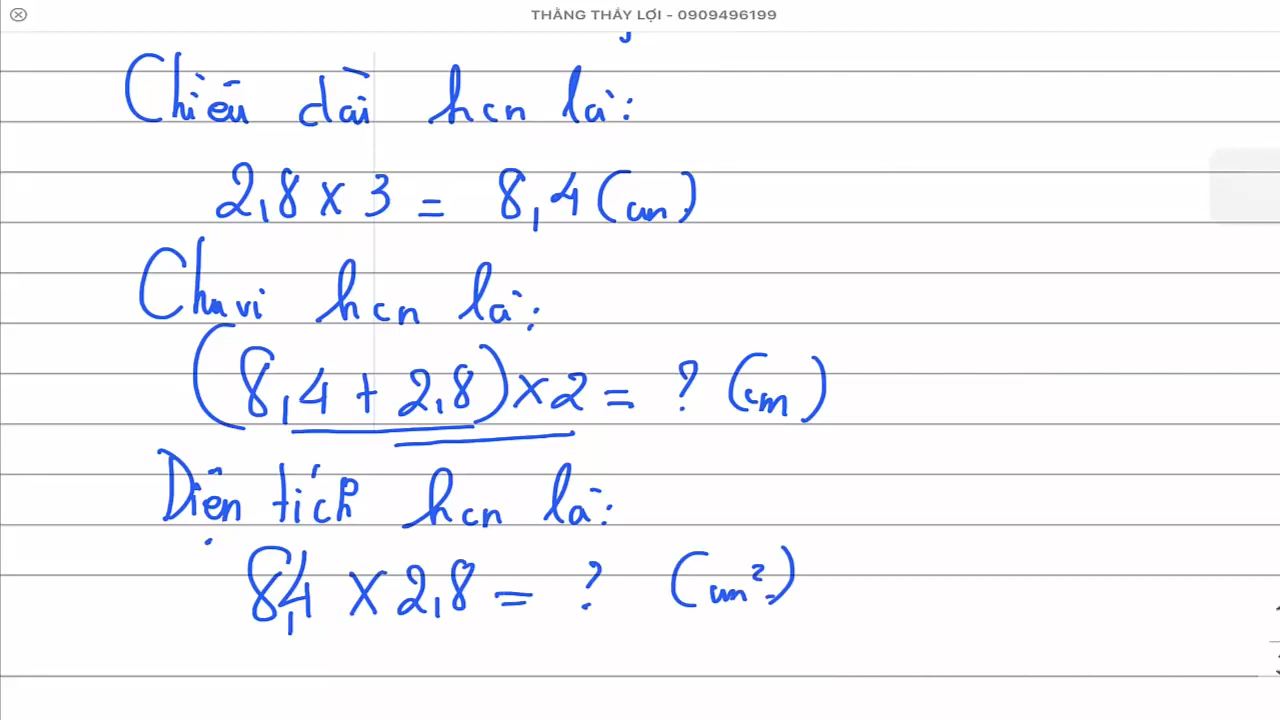 THẲNG THẦY LỢI - 0909496199
Chiều dài hcn là:
2,8 x 3 = 8,4 (cm)
Chu vi hcn là:
(8,4 + 2,8) x 2 = ? (cm)
Diện tích hcn là:
8,4 x 2,8 = ? (cm²)